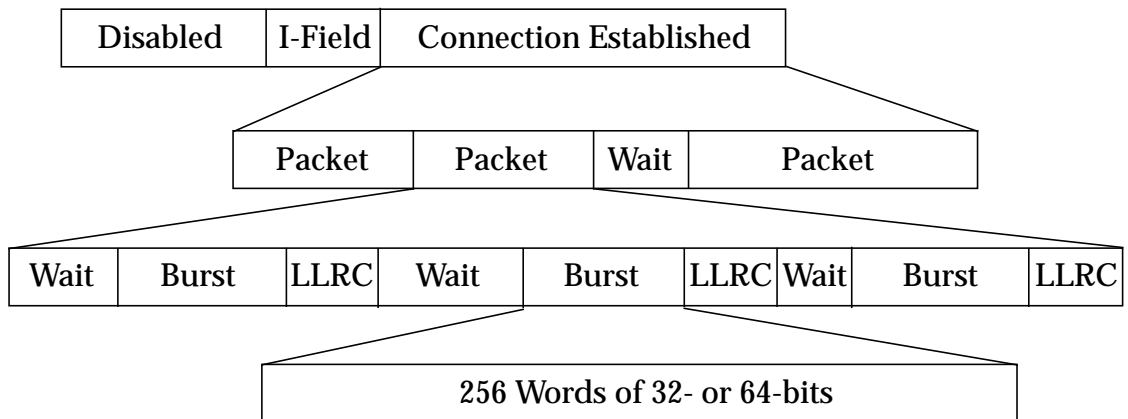 Disabled I-Field Connection Established
Packet Packet Wait Packet
Wait Burst LLRC Wait Burst LLRC Wait Burst LLRC
256 Words of 32- or 64-bits